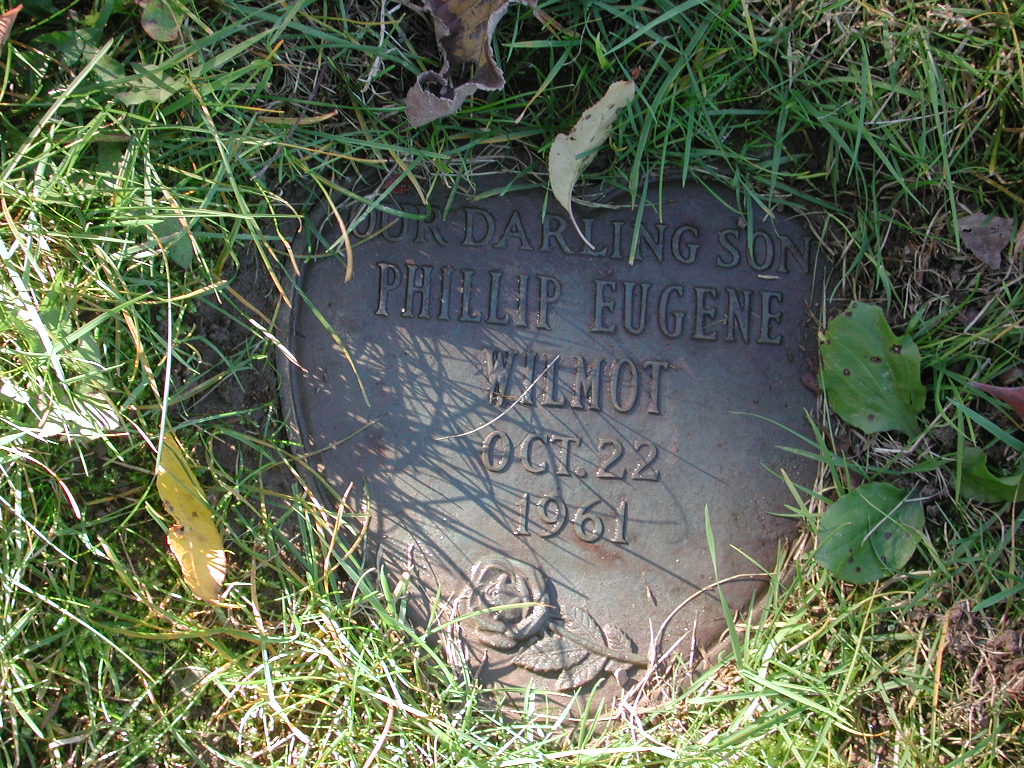 OUR DARLING SON
PHILLIP EUGENE
WILMOT
OCT. 22
1961